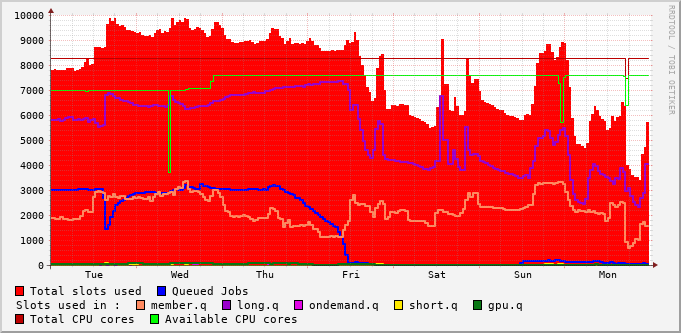 10000
9000
8000
7000
6000
5000
4000
3000
2000
1000
0
Tue Wed Thu Fri Sat Sun Mon
Total slots used Queued Jobs
Slots used in : member.q long.q ondemand.q short.q gpu.q
Total CPU cores Available CPU cores
RRDTOOL / TOBI OETIKER